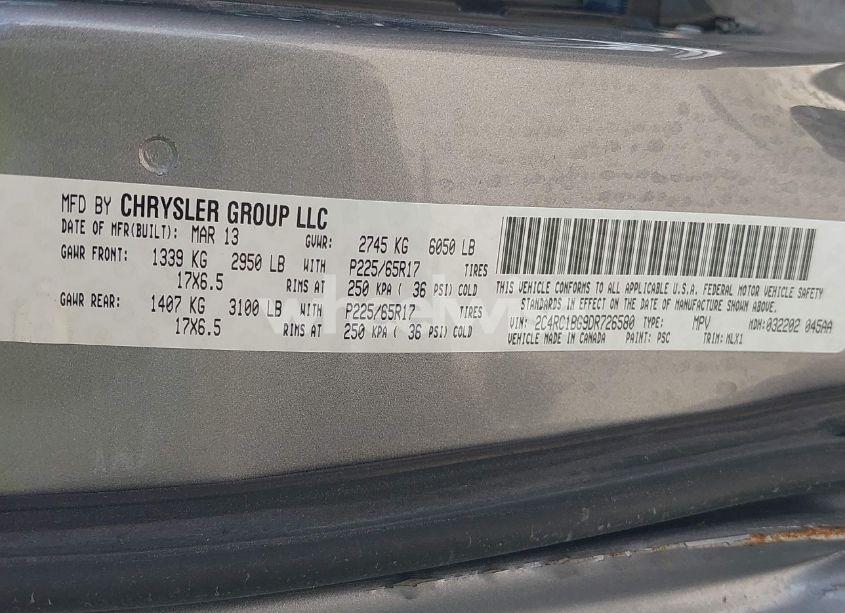 MFD BY CHRYSLER GROUP LLC
DATE OF MFR(BUILT): MAR 13 GVWR: 2745 KG 6050 LB
GAWR FRONT: 1339 KG 2950 LB WITH P225/65R17 TIRES
17X6.5 RIMS AT 250 KPA( 36 PSI) COLD
GAWR REAR: 1407 KG 3100 LB WITH P225/65R17 TIRES
17X6.5 RIMS AT 250 KPA( 36 PSI) COLD
THIS VEHICLE CONFORMS TO ALL APPLICABLE U.S.A. FEDERAL MOTOR VEHICLE SAFETY
STANDARDS IN EFFECT ON THE DATE OF MANUFACTURE SHOWN ABOVE.
VIN: 2C4RC1BG9DR726580 TYPE: MPV MDH: 032202 045AA
VEHICLE MADE IN CANADA PAINT: PSC TRIM: MLX1